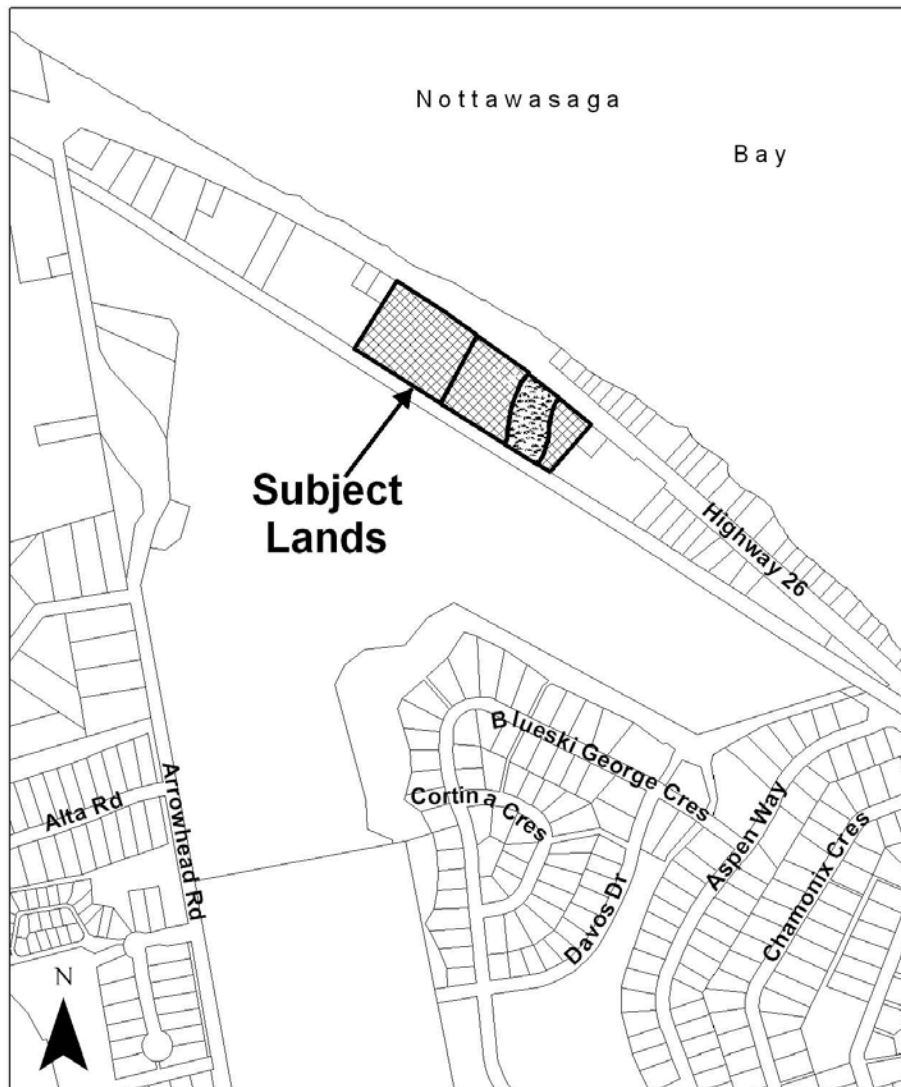 Nottawasaga
Bay
Subject
Lands
Highway 26
Blueski George Cres
Cortina Cres
Aspen Way
Alta Rd
Arrowhead Rd
Davos Dr
Chamonix Cres
N